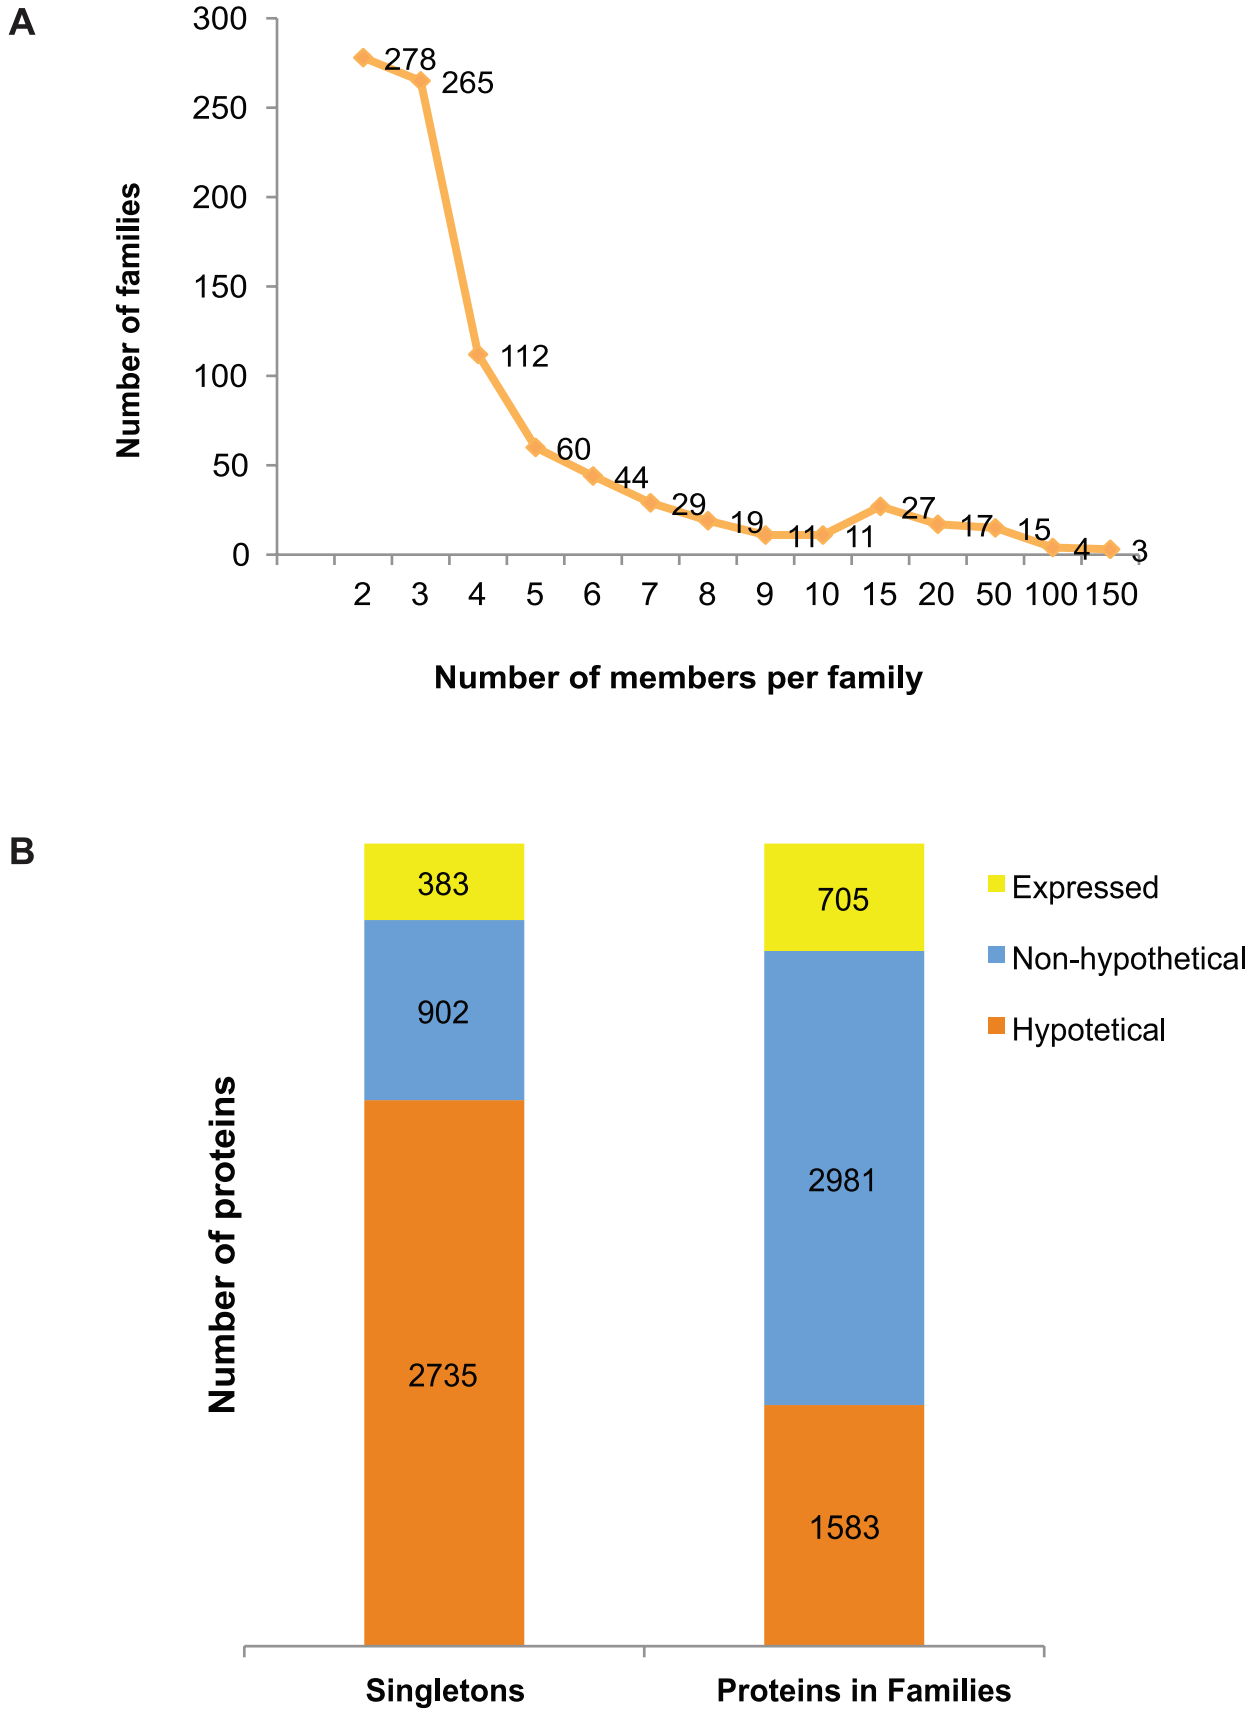 A
300
250
200
150
100
50
0
Number of families
278
265
112
60
44
29
19
11
11
27
17
15
4
3
2 3 4 5 6 7 8 9 10 15 20 50 100 150
Number of members per family
B
Number of proteins
383
902
2735
705
2981
1583
Expressed
Non-hypothetical
Hypotetical
Singletons
Proteins in Families